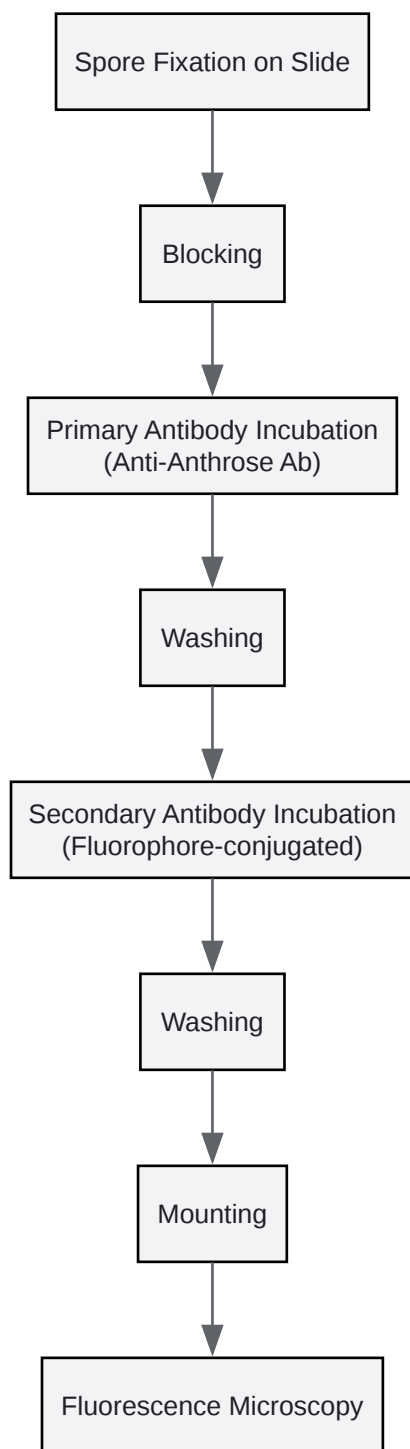 Spore Fixation on Slide
Blocking
Primary Antibody Incubation
(Anti-Anthrose Ab)
Washing
Secondary Antibody Incubation
(Fluorophore-conjugated)
Washing
Mounting
Fluorescence Microscopy